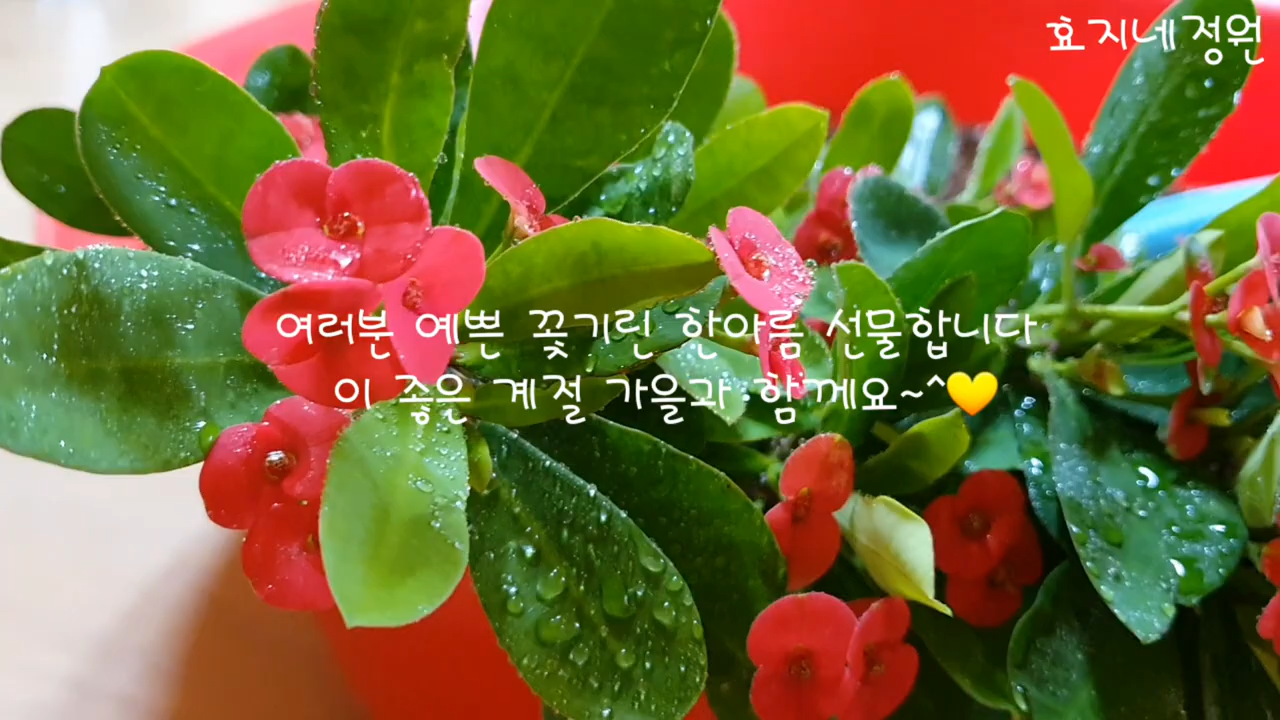 효지네정원
여러분 예쁜 꽃기린 한아름 선물합니다
이 좋은 계절 가을과 함께요~^💛